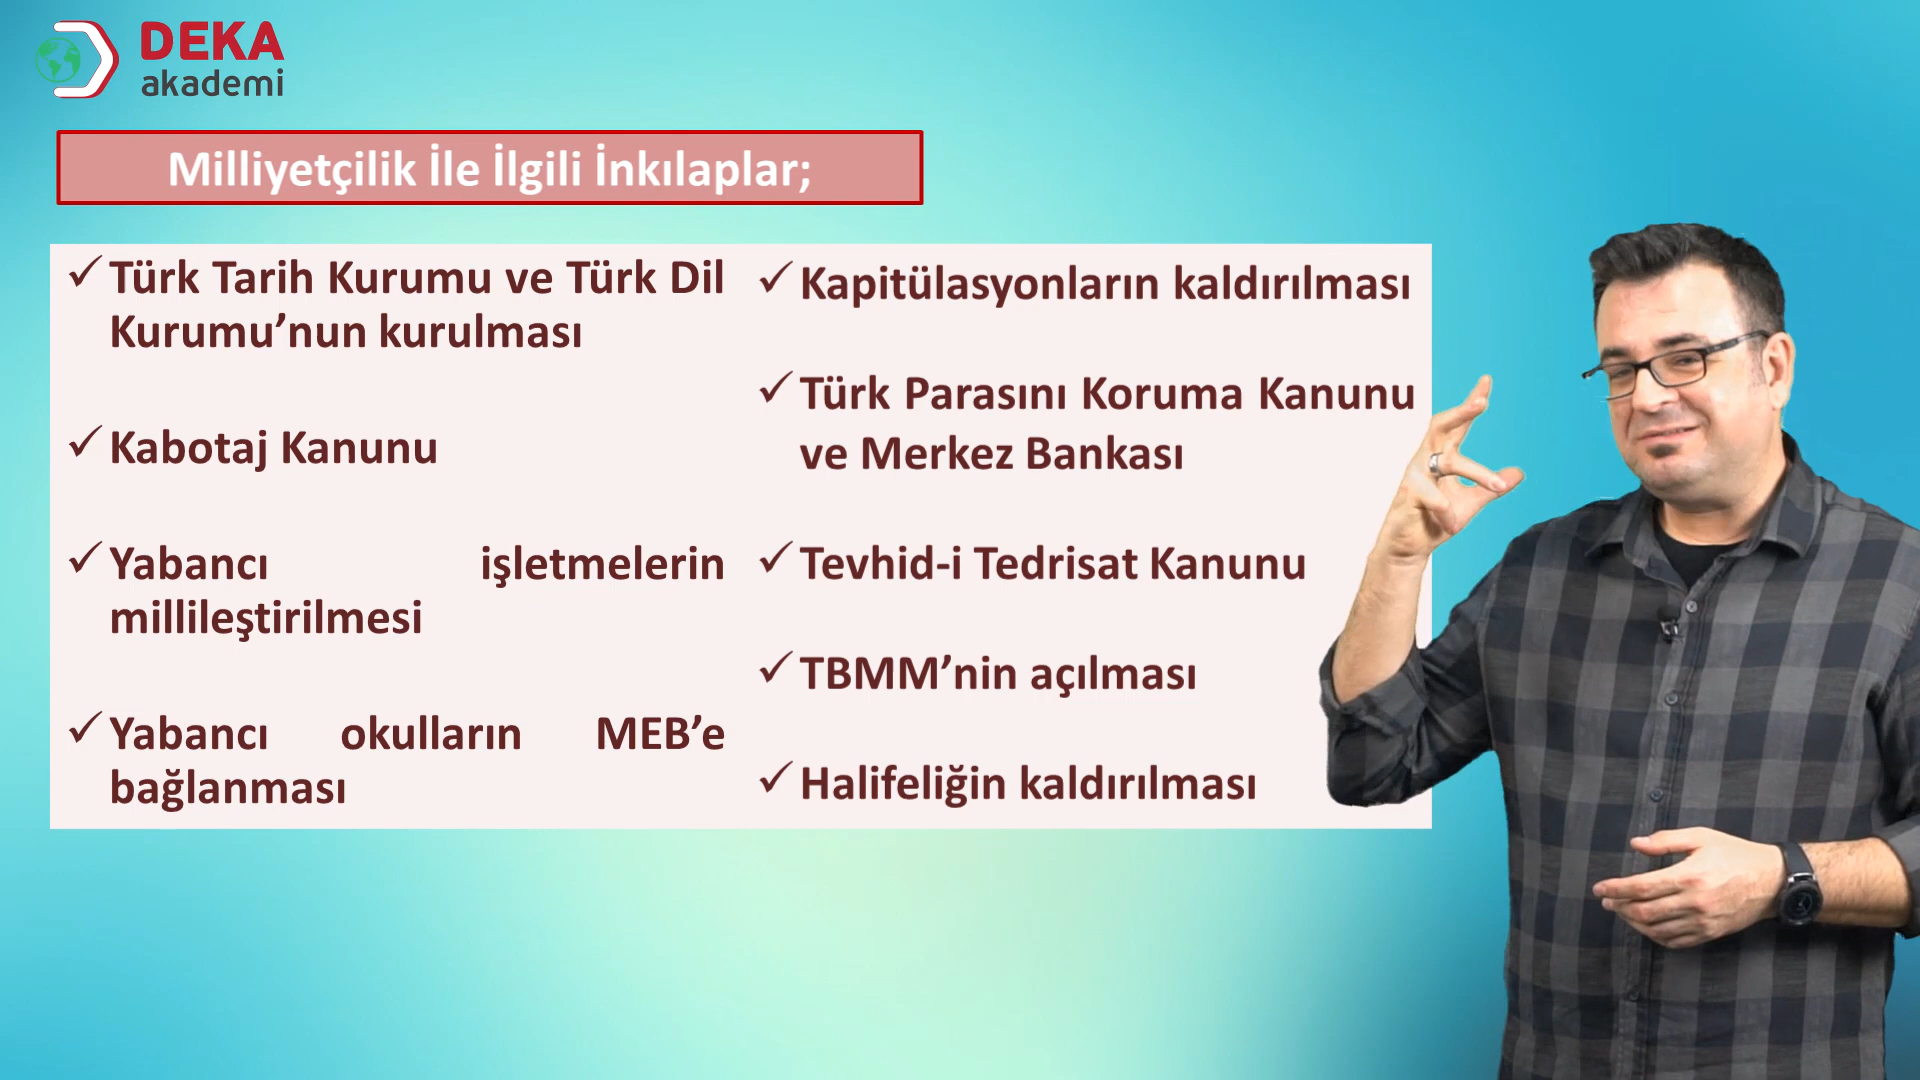 DEKA
akademi
Milliyetçilik İle İlgili İnkılaplar;
Türk Tarih Kurumu ve Türk Dil
Kurumu’nun kurulması
Kabotaj Kanunu
Yabancı işletmelerin
millileştirilmesi
Yabancı okulların MEB’e
bağlanması
Kapitülasyonların kaldırılması
Türk Parasını Koruma Kanunu
ve Merkez Bankası
Tevhid-i Tedrisat Kanunu
TBMM’nin açılması
Halifeliğin kaldırılması